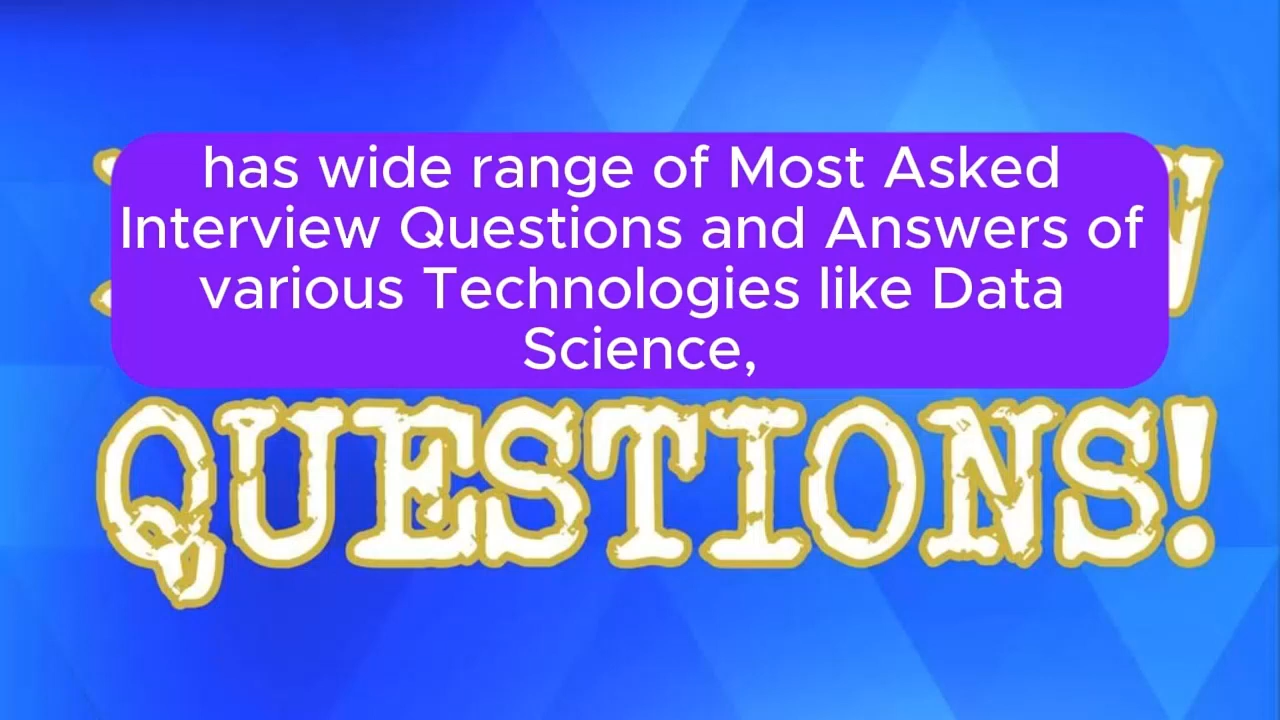 has wide range of Most Asked
Interview Questions and Answers of
various Technologies like Data
Science,
QUESTIONS!